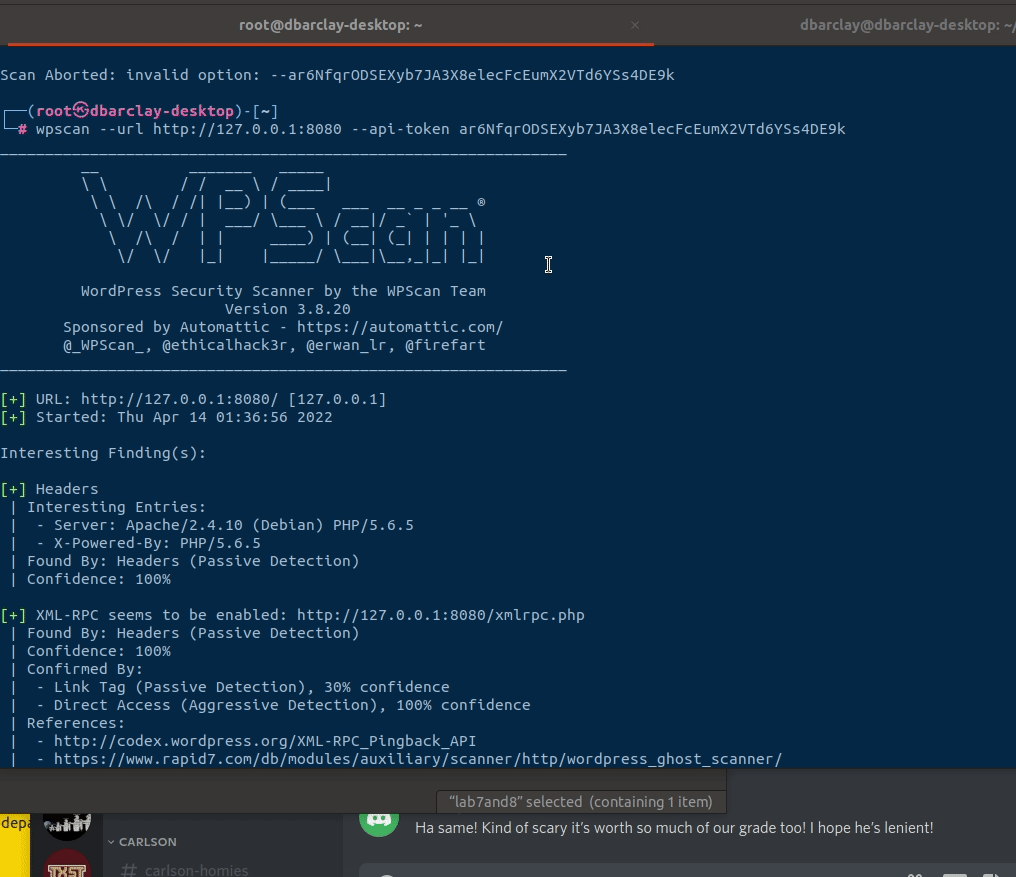 root@dbarclay-desktop: ~ × dbarclay@dbarclay-desktop: ~/
Scan Aborted: invalid option: --ar6NfqrODSEXyb7JA3X8elecFcEumX2VTd6YSs4DE9k
(root㉿dbarclay-desktop)-[~]
# wpscan --url http://127.0.0.1:8080 --api-token ar6NfqrODSEXyb7JA3X8elecFcEumX2VTd6YSs4DE9k
WPScan ®
WordPress Security Scanner by the WPScan Team
Version 3.8.20
Sponsored by Automattic - https://automattic.com/
@_WPScan_, @ethicalhack3r, @erwan_lr, @firefart
[+] URL: http://127.0.0.1:8080/ [127.0.0.1]
[+] Started: Thu Apr 14 01:36:56 2022
Interesting Finding(s):
[+] Headers
| Interesting Entries:
| - Server: Apache/2.4.10 (Debian) PHP/5.6.5
| - X-Powered-By: PHP/5.6.5
| Found By: Headers (Passive Detection)
| Confidence: 100%
[+] XML-RPC seems to be enabled: http://127.0.0.1:8080/xmlrpc.php
| Found By: Headers (Passive Detection)
| Confidence: 100%
| Confirmed By:
| - Link Tag (Passive Detection), 30% confidence
| - Direct Access (Aggressive Detection), 100% confidence
| References:
| - http://codex.wordpress.org/XML-RPC_Pingback_API
| - https://www.rapid7.com/db/modules/auxiliary/scanner/http/wordpress_ghost_scanner/
"lab7and8" selected (containing 1 item)
depa
Ha same! Kind of scary it's worth so much of our grade too! I hope he's lenient!
CARLSON
TXST
# carlson-homies